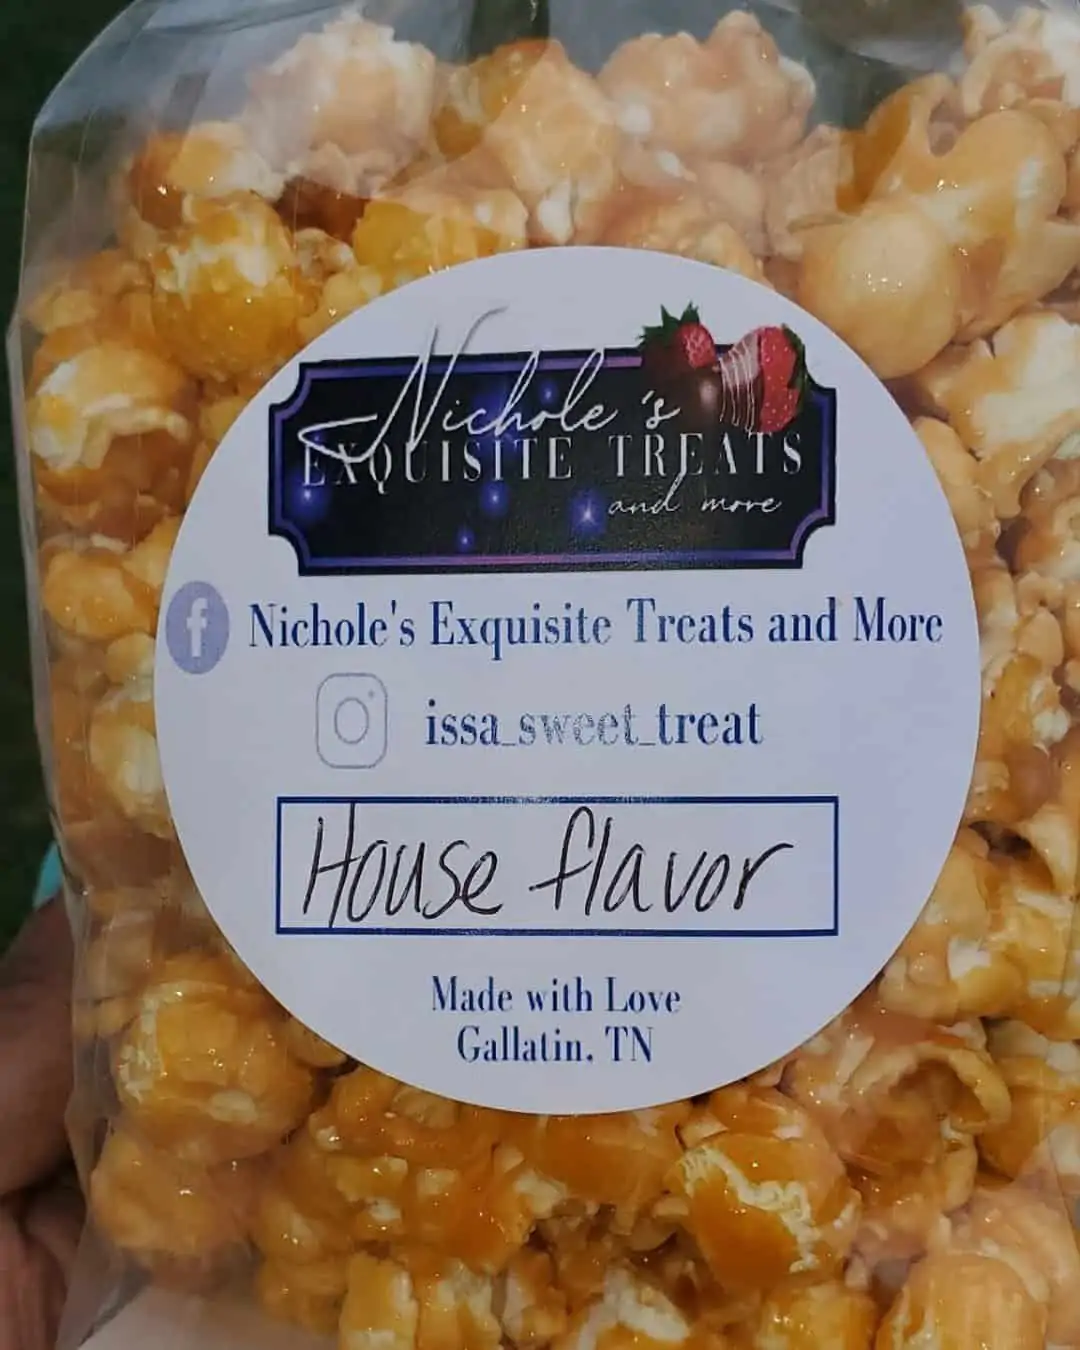 Nichole's
EXQUISITE TREATS
and more
Nichole's Exquisite Treats and More
issa_sweet_treat
House flavor
Made with Love
Gallatin, TN